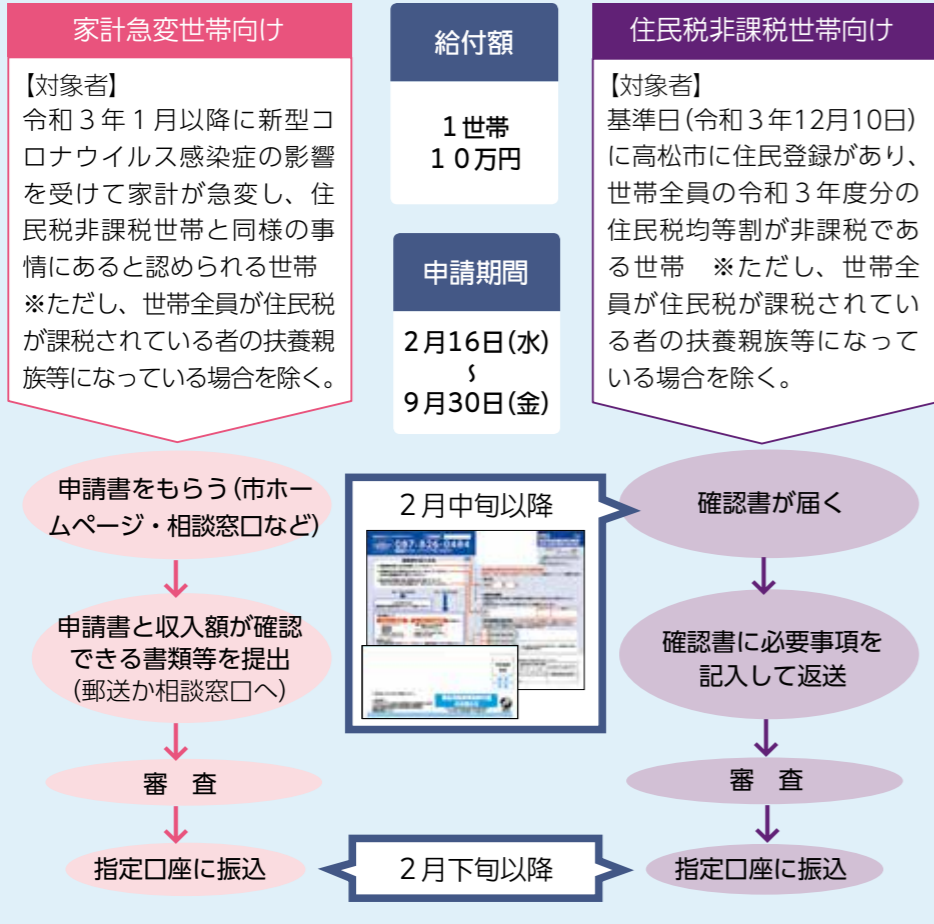 家計急変世帯向け
【対象者】
令和３年１月以降に新型コ
ロナウイルス感染症の影響
を受けて家計が急変し、住
民税非課税世帯と同様の事
情にあると認められる世帯
※ただし、世帯全員が住民税
が課税されている者の扶養親
族等になっている場合を除く。
給付額
１世帯
１０万円
申請期間
２月16日(水)
〜
９月30日(金)
住民税非課税世帯向け
【対象者】
基準日(令和３年12月10日)
に高松市に住民登録があり、
世帯全員の令和３年度分の
住民税均等割が非課税であ
る世帯　※ただし、世帯全
員が住民税が課税されてい
る者の扶養親族等になって
いる場合を除く。
申請書をもらう(市ホー
ムページ・相談窓口など)
申請書と収入額が確認
できる書類等を提出
(郵送か相談窓口へ)
審　査
指定口座に振込
２月中旬以降
087-826-0484
２月下旬以降
確認書が届く
確認書に必要事項を
記入して返送
審　査
指定口座に振込